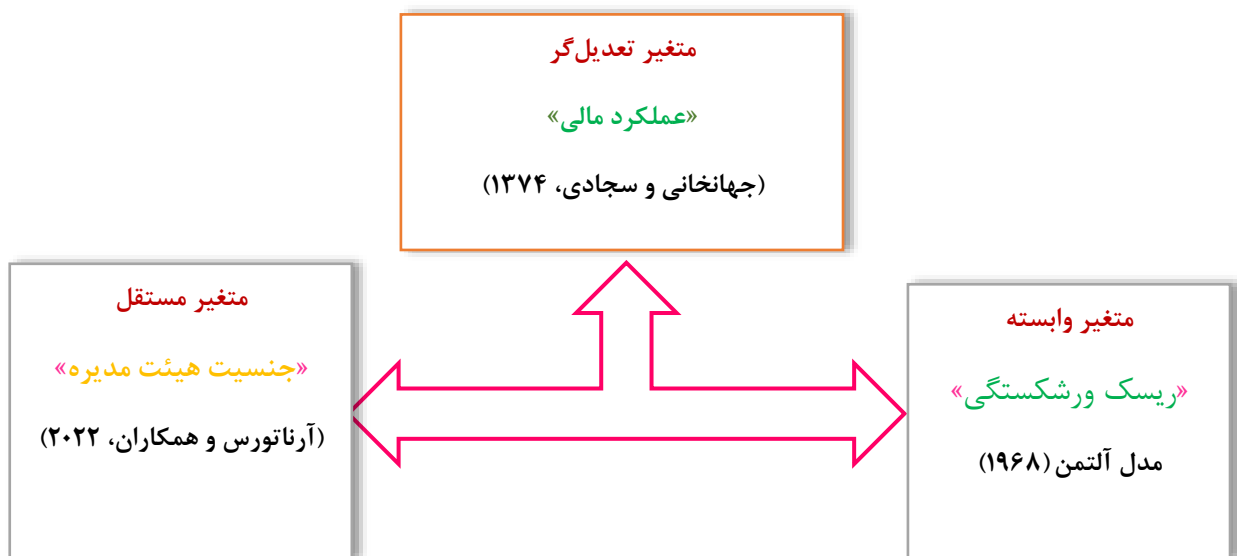 متغیر تعدیل‌گر
«عملکرد مالی»
(جهانخانی و سجادی، ۱۳۷۴)
متغیر مستقل
«جنسیت هیئت مدیره»
(آرناتورس و همکاران، ۲۰۲۲)
متغیر وابسته
«ریسک ورشکستگی»
مدل آلتمن (۱۹۶۸)